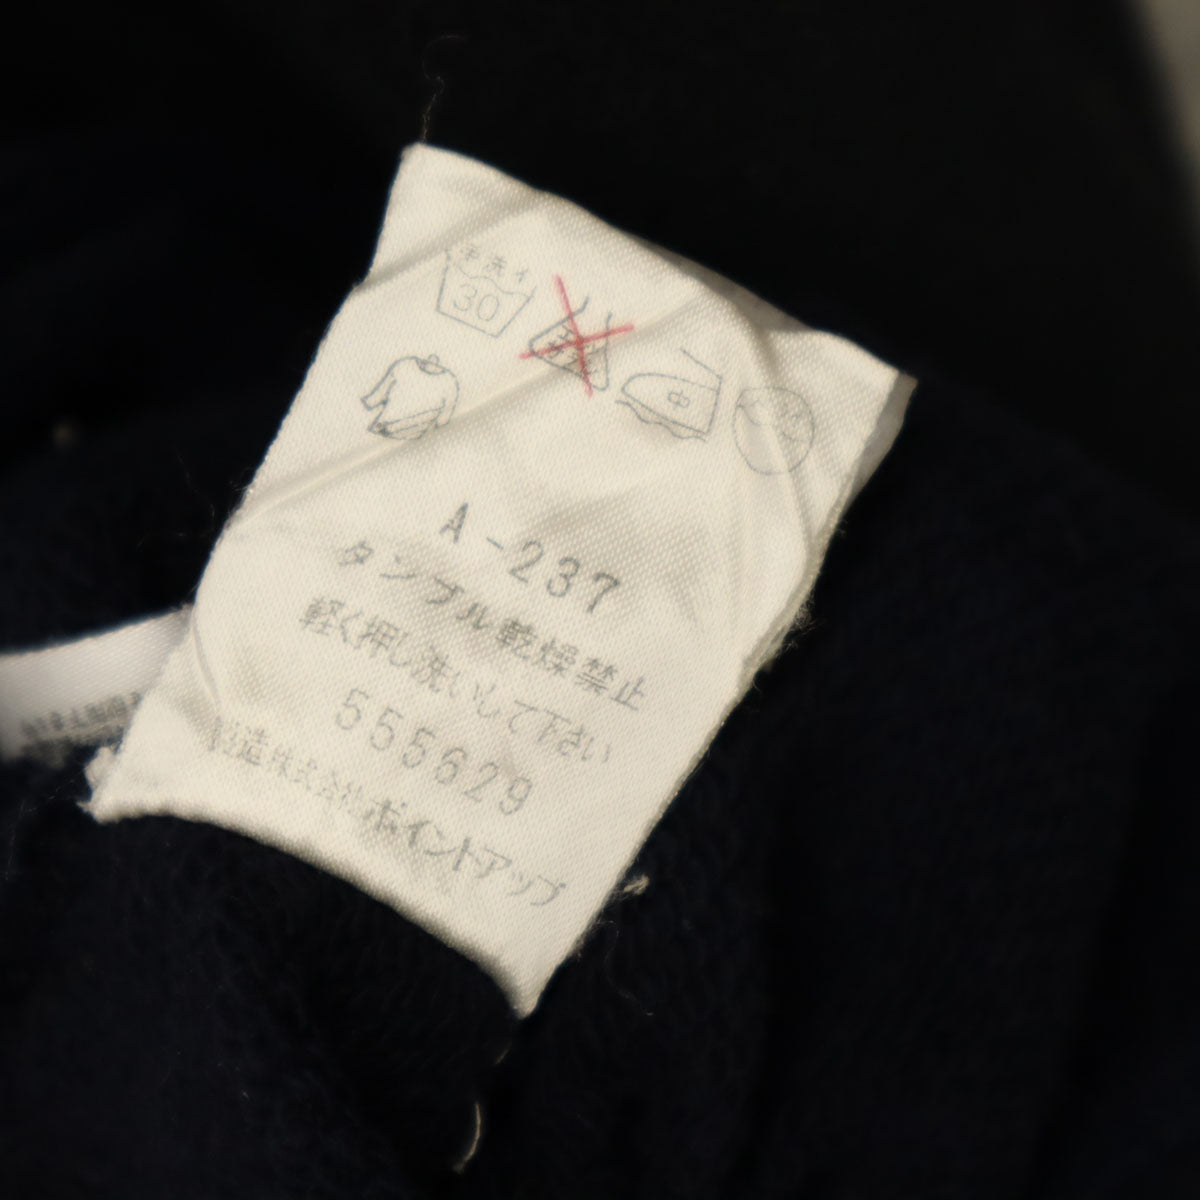 手洗イ
30
中
A-237
タンブル乾燥禁止
軽く押し洗いして下さい
555629
製造株式会社ポイントアップ